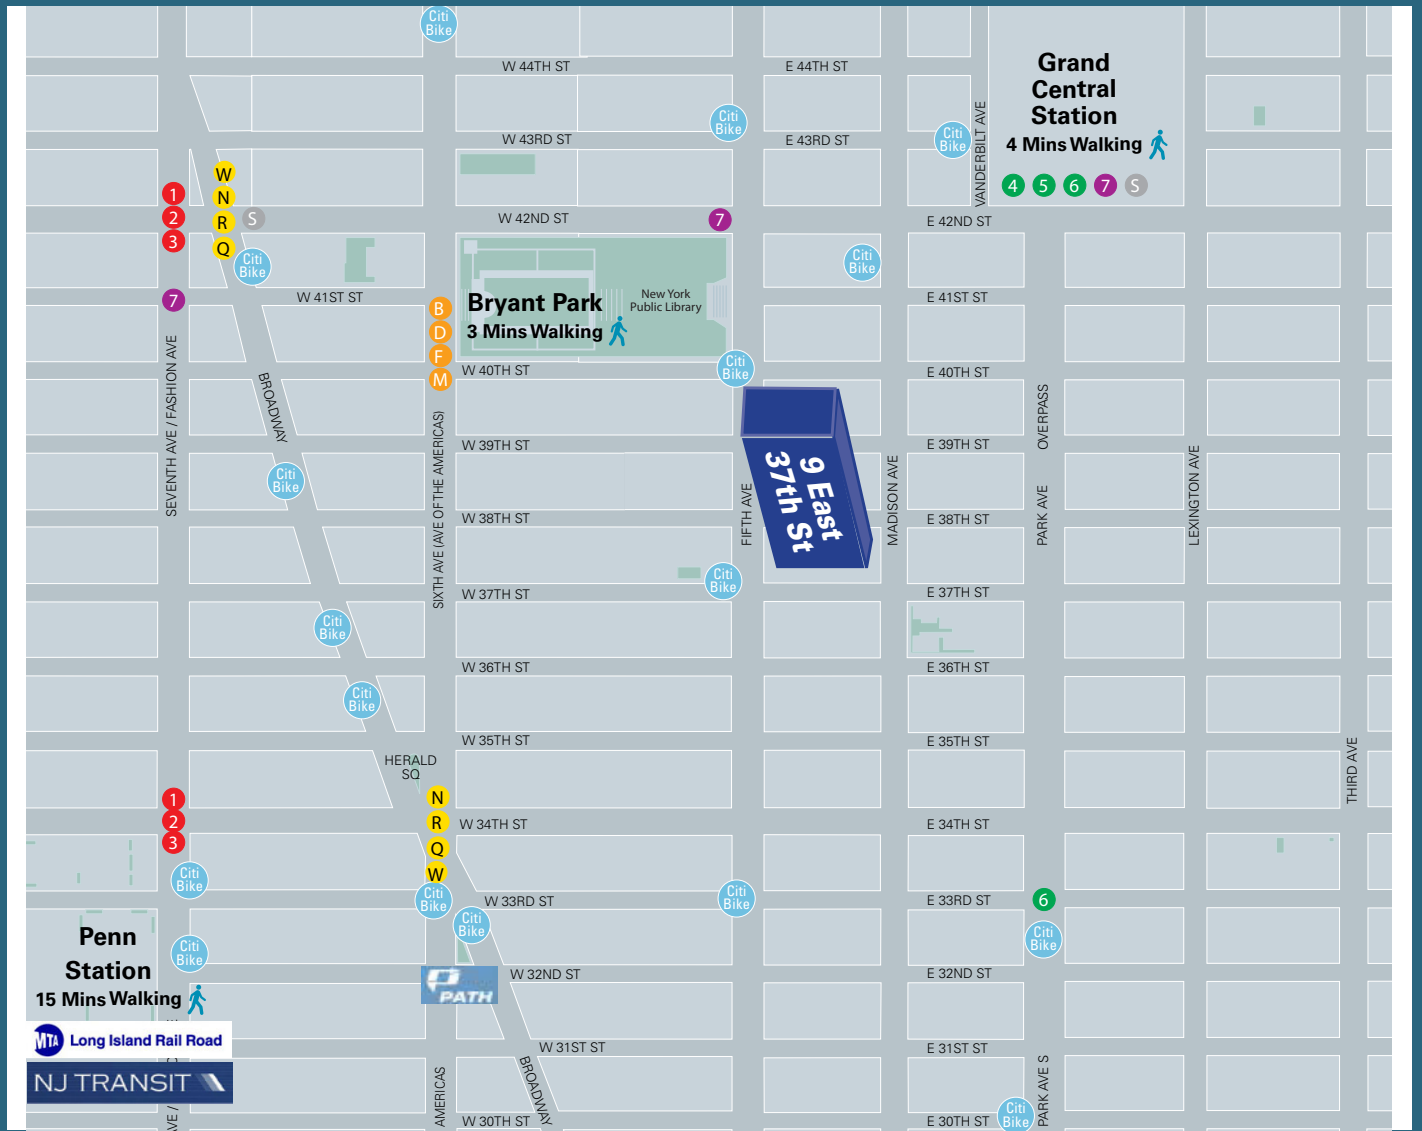 Citi
Bike
W 44TH ST
E 44TH ST
Grand
Central
Station
4 Mins Walking
4 5 6 7 S
Citi
Bike
Citi
Bike
VANDERBILT AVE
W 43RD ST
E 43RD ST
W
N
R
Q
1
2
3
S
W 42ND ST
7
E 42ND ST
Citi
Bike
Citi
Bike
7
W 41ST ST
E 41ST ST
Bryant Park
3 Mins Walking
New York
Public Library
B
D
F
M
Citi
Bike
W 40TH ST
E 40TH ST
SEVENTH AVE / FASHION AVE
BROADWAY
SIXTH AVE (AVE OF THE AMERICAS)
W 39TH ST
E 39TH ST
OVERPASS
9 East
37th St
FIFTH AVE
MADISON AVE
PARK AVE
LEXINGTON AVE
Citi
Bike
W 38TH ST
E 38TH ST
Citi
Bike
W 37TH ST
E 37TH ST
Citi
Bike
W 36TH ST
E 36TH ST
Citi
Bike
W 35TH ST
E 35TH ST
THIRD AVE
HERALD
SQ
1
2
3
N
R
Q
W
W 34TH ST
E 34TH ST
Citi
Bike
Citi
Bike
Citi
Bike
W 33RD ST
E 33RD ST
6
Citi
Bike
Citi
Bike
Citi
Bike
Penn
Station
15 Mins Walking
PATH
W 32ND ST
E 32ND ST
MTA Long Island Rail Road
NJ TRANSIT
W 31ST ST
E 31ST ST
AMERICAS
BROADWAY
PARK AVE S
VE /
W 30TH ST
E 30TH ST
Citi
Bike